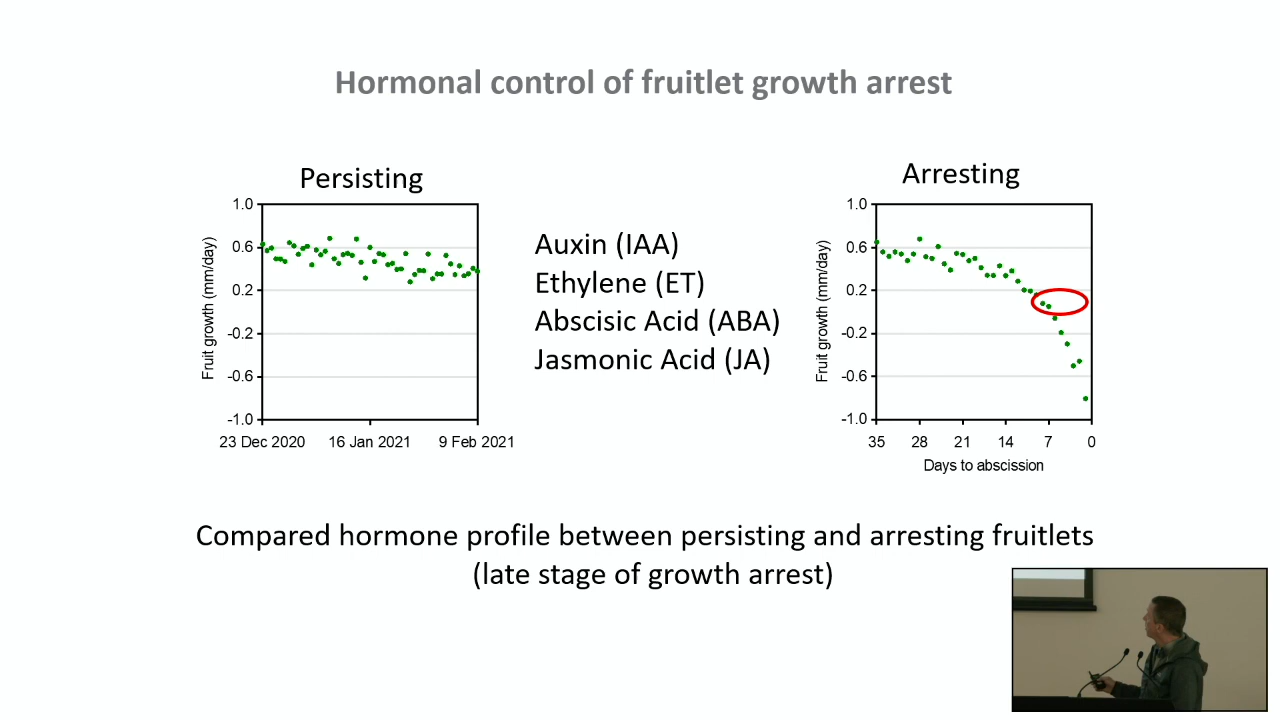 Hormonal control of fruitlet growth arrest
Persisting
1.0
0.6
0.2
-0.2
-0.6
-1.0
Fruit growth (mm/day)
23 Dec 2020 16 Jan 2021 9 Feb 2021
Auxin (IAA)
Ethylene (ET)
Abscisic Acid (ABA)
Jasmonic Acid (JA)
Arresting
1.0
0.6
0.2
-0.2
-0.6
-1.0
Fruit growth (mm/day)
35 28 21 14 7 0
Days to abscission
Compared hormone profile between persisting and arresting fruitlets
(late stage of growth arrest)